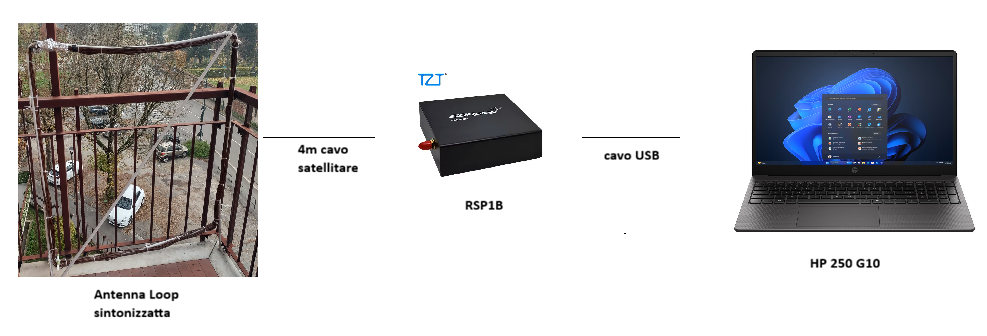 TZT
4m cavo
satellitare
cavo USB
RSP1B
HP 250 G10
Antenna Loop
sintonizzatta